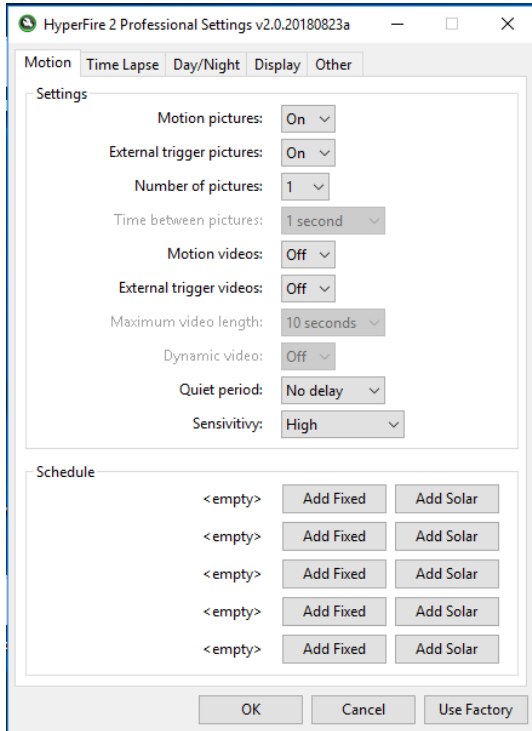 HyperFire 2 Professional Settings v2.0.20180823a
Motion Time Lapse Day/Night Display Other
Settings
Motion pictures: On
External trigger pictures: On
Number of pictures: 1
Time between pictures: 1 second
Motion videos: Off
External trigger videos: Off
Maximum video length: 10 seconds
Dynamic video: Off
Quiet period: No delay
Sensitivivy: High
Schedule
<empty> Add Fixed Add Solar
<empty> Add Fixed Add Solar
<empty> Add Fixed Add Solar
<empty> Add Fixed Add Solar
<empty> Add Fixed Add Solar
OK Cancel Use Factory